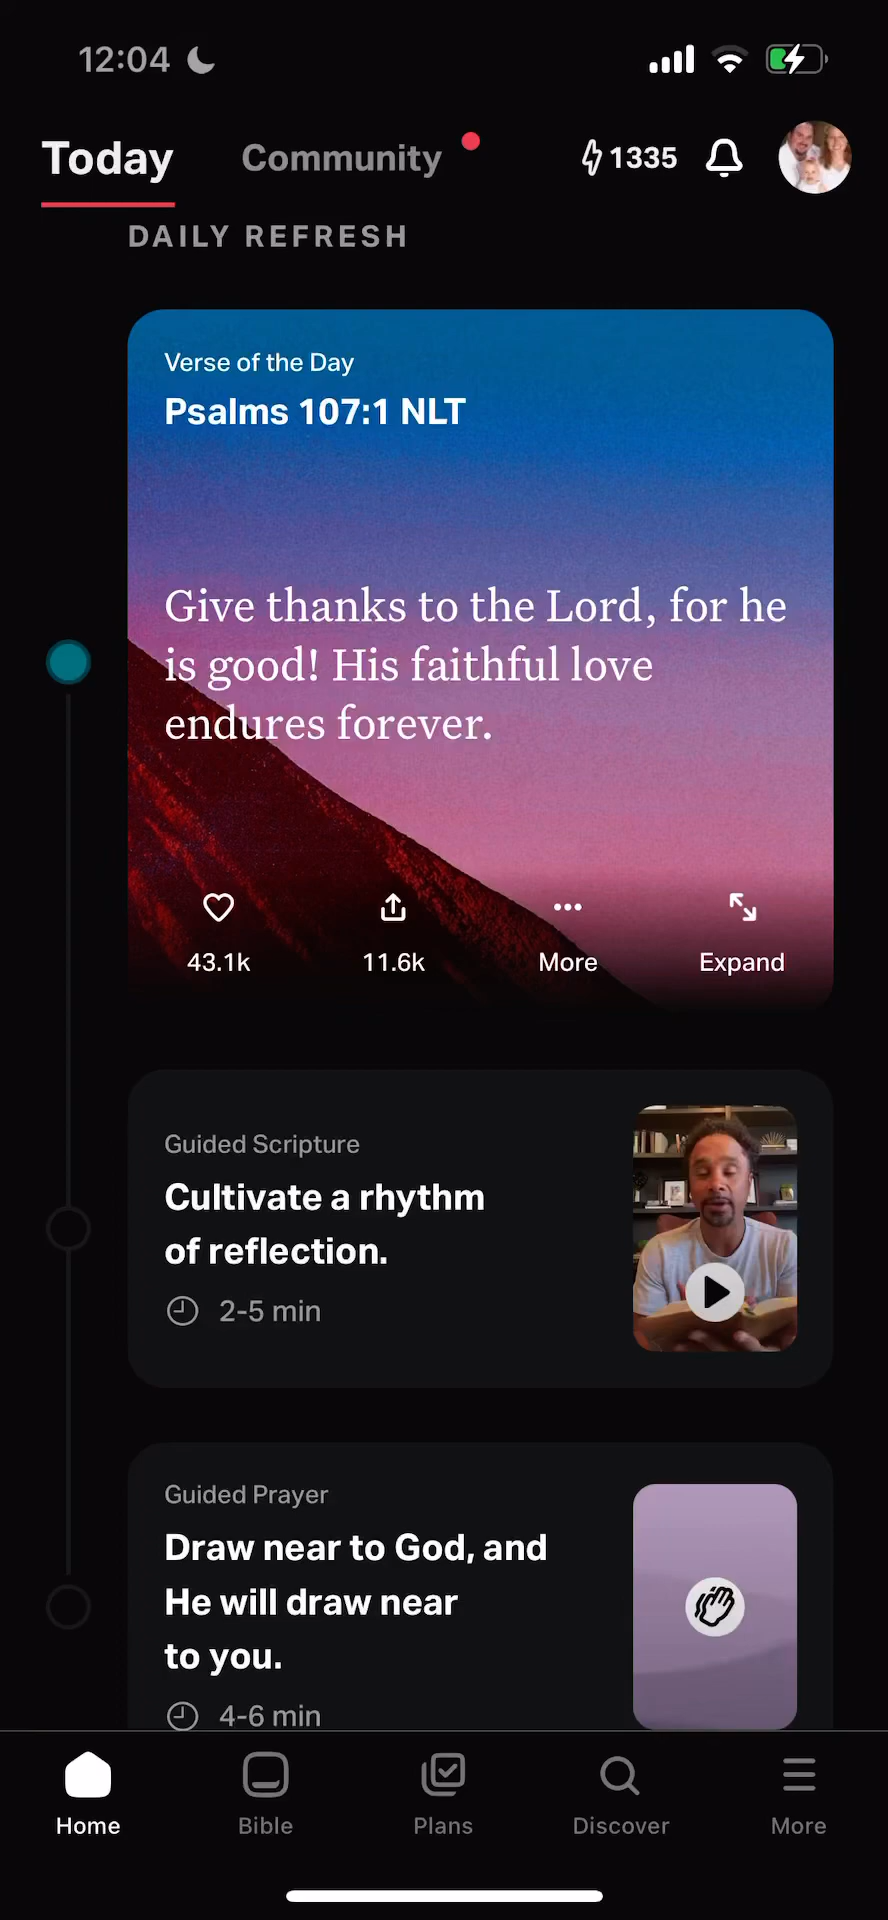 12:04
Today
Community
1335
DAILY REFRESH
Verse of the Day
Psalms 107:1 NLT
Give thanks to the Lord, for he
is good! His faithful love
endures forever.
43.1k
11.6k
More
Expand
Guided Scripture
Cultivate a rhythm
of reflection.
2-5 min
Guided Prayer
Draw near to God, and
He will draw near
to you.
4-6 min
Home
Bible
Plans
Discover
More